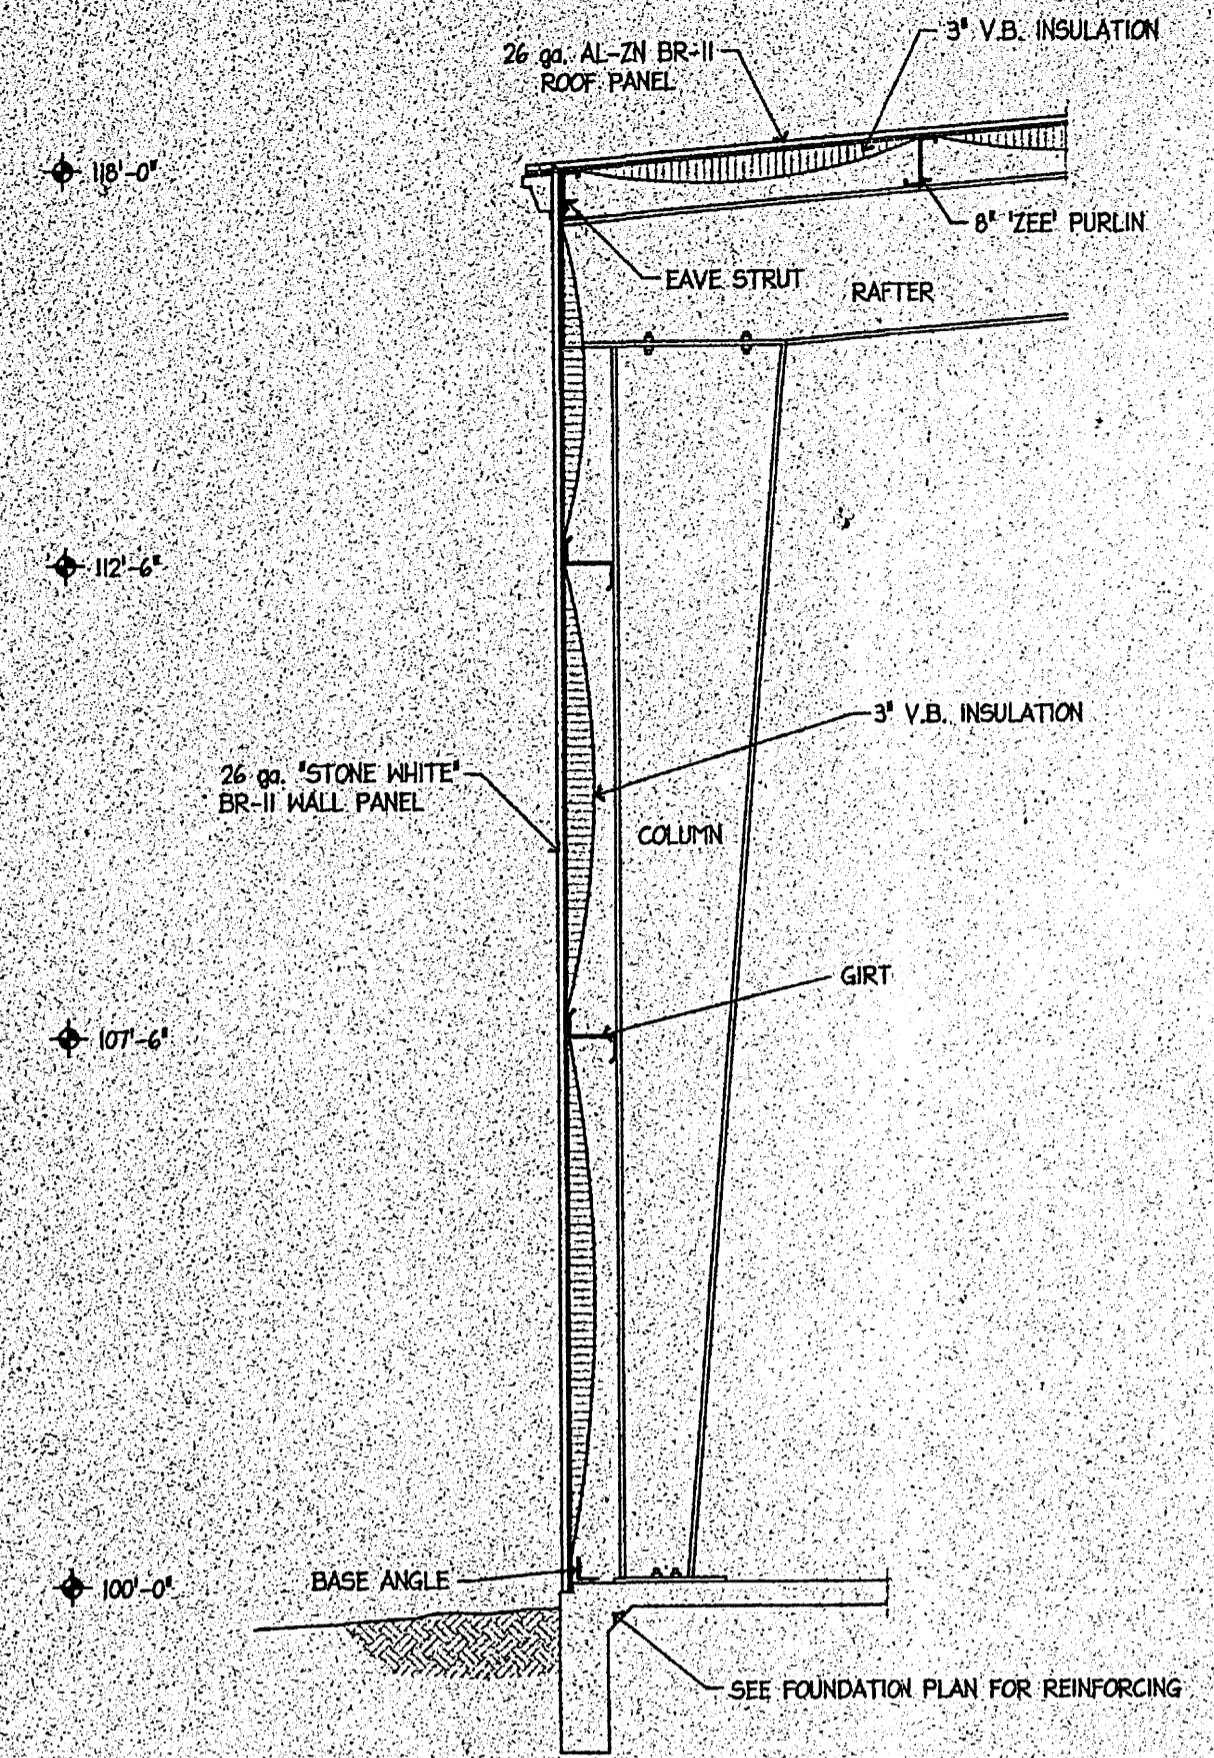 3" V.B. INSULATION
26 ga. AL-ZN BR-II
ROOF PANEL
118'-0"
8" 'ZEE' PURLIN
EAVE STRUT
RAFTER
112'-6"
3" V.B. INSULATION
26 ga. "STONE WHITE"
BR-II WALL PANEL
COLUMN
GIRT
107'-6"
BASE ANGLE
100'-0"
SEE FOUNDATION PLAN FOR REINFORCING